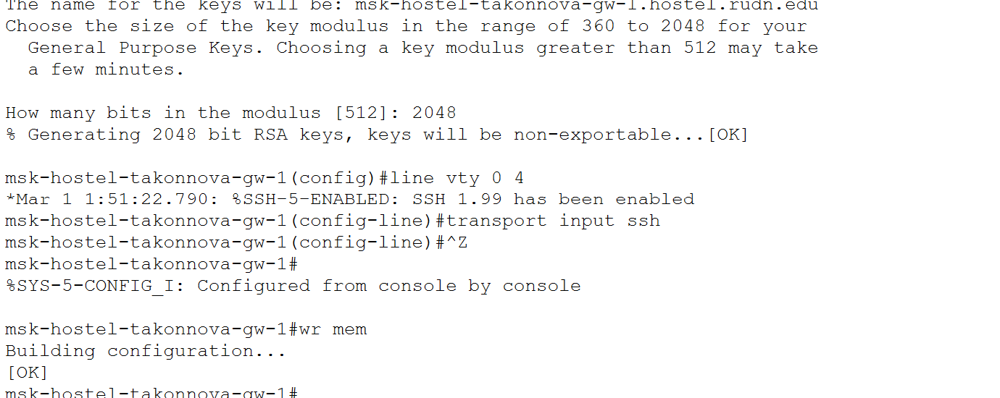 The name for the keys will be: msk-hostel-takonnova-gw-1.hostel.rudn.edu
Choose the size of the key modulus in the range of 360 to 2048 for your
  General Purpose Keys. Choosing a key modulus greater than 512 may take
  a few minutes.

How many bits in the modulus [512]: 2048
% Generating 2048 bit RSA keys, keys will be non-exportable...[OK]

msk-hostel-takonnova-gw-1(config)#line vty 0 4
*Mar 1 1:51:22.790: %SSH-5-ENABLED: SSH 1.99 has been enabled
msk-hostel-takonnova-gw-1(config-line)#transport input ssh
msk-hostel-takonnova-gw-1(config-line)#^Z
msk-hostel-takonnova-gw-1#
%SYS-5-CONFIG_I: Configured from console by console

msk-hostel-takonnova-gw-1#wr mem
Building configuration...
[OK]
msk-hostel-takonnova-gw-1#